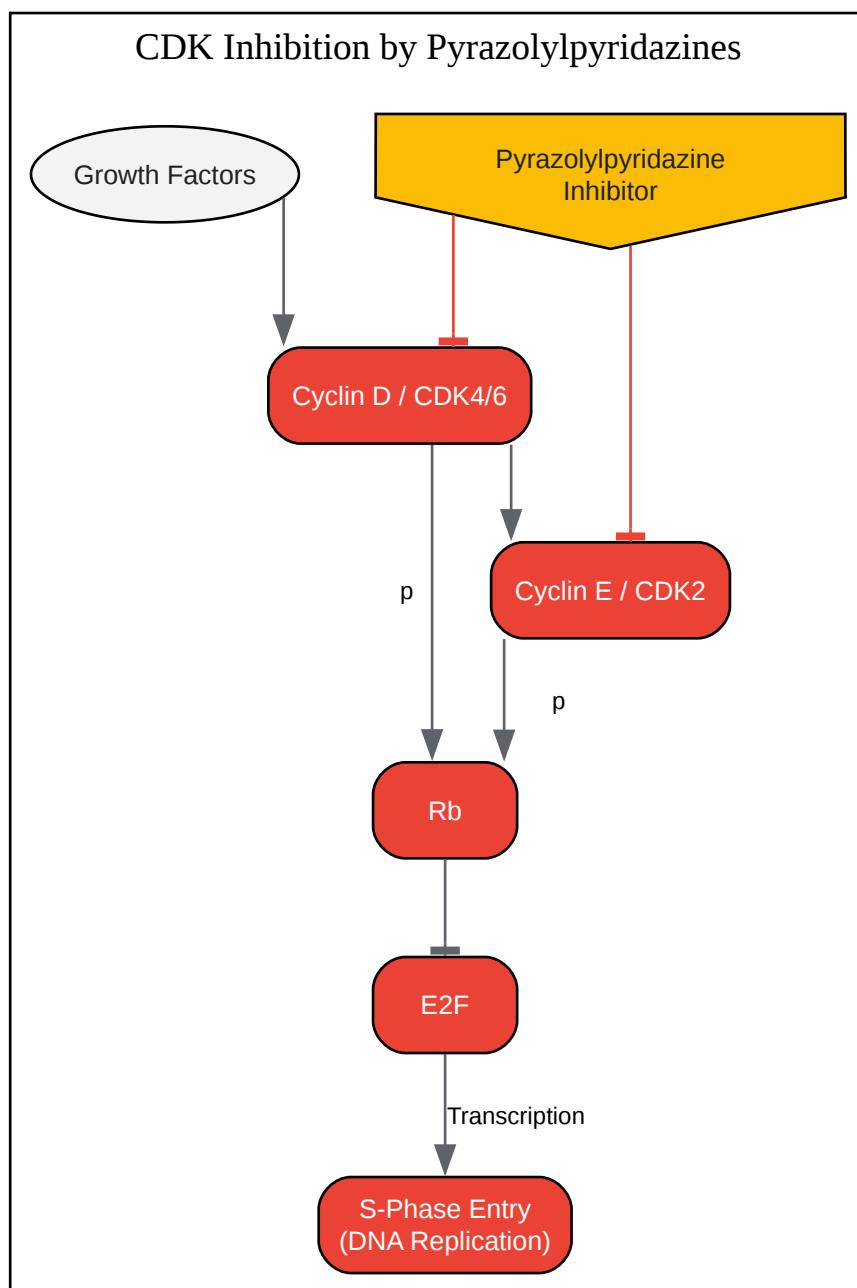 CDK Inhibition by Pyrazolylpyridazines
Growth Factors
Pyrazolylpyridazine
Inhibitor
Cyclin D / CDK4/6
p
Cyclin E / CDK2
p
Rb
E2F
Transcription
S-Phase Entry
(DNA Replication)